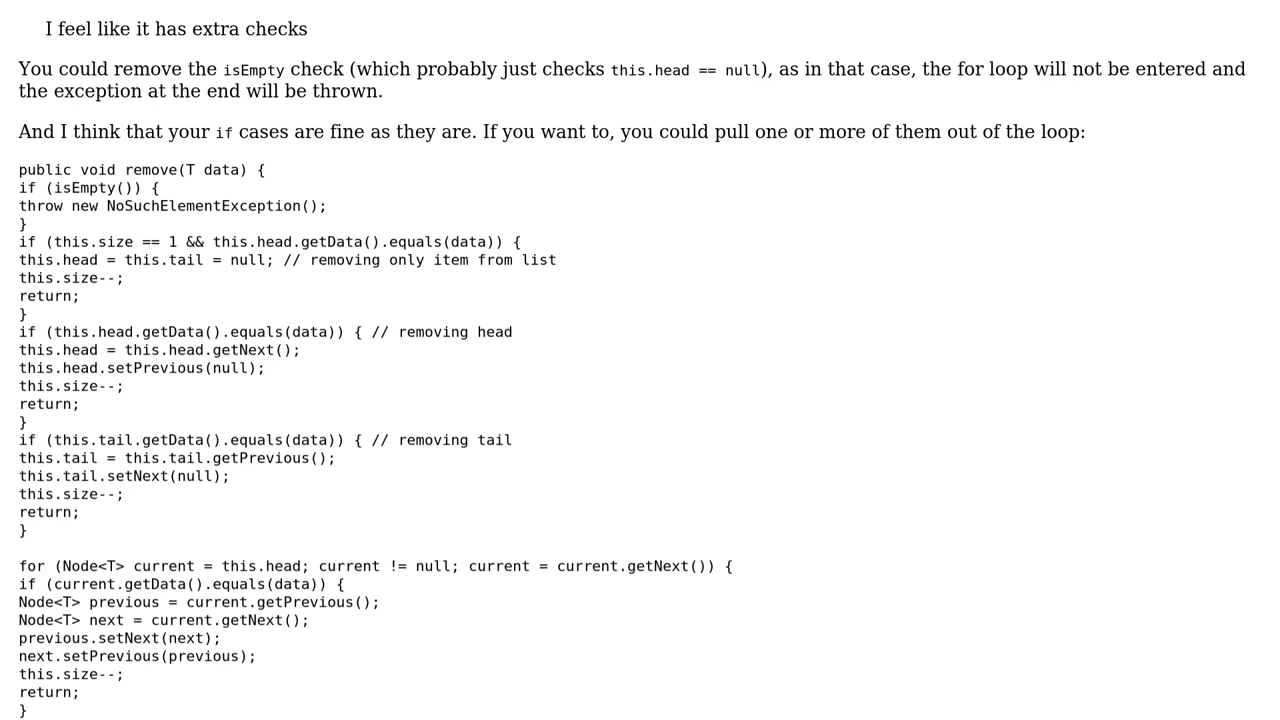 I feel like it has extra checks
You could remove the isEmpty check (which probably just checks this.head == null), as in that case, the for loop will not be entered and
the exception at the end will be thrown.
And I think that your if cases are fine as they are. If you want to, you could pull one or more of them out of the loop:
public void remove(T data) {
if (isEmpty()) {
throw new NoSuchElementException();
}
if (this.size == 1 && this.head.getData().equals(data)) {
this.head = this.tail = null; // removing only item from list
this.size--;
return;
}
if (this.head.getData().equals(data)) { // removing head
this.head = this.head.getNext();
this.head.setPrevious(null);
this.size--;
return;
}
if (this.tail.getData().equals(data)) { // removing tail
this.tail = this.tail.getPrevious();
this.tail.setNext(null);
this.size--;
return;
}
for (Node<T> current = this.head; current != null; current = current.getNext()) {
if (current.getData().equals(data)) {
Node<T> previous = current.getPrevious();
Node<T> next = current.getNext();
previous.setNext(next);
next.setPrevious(previous);
this.size--;
return;
}